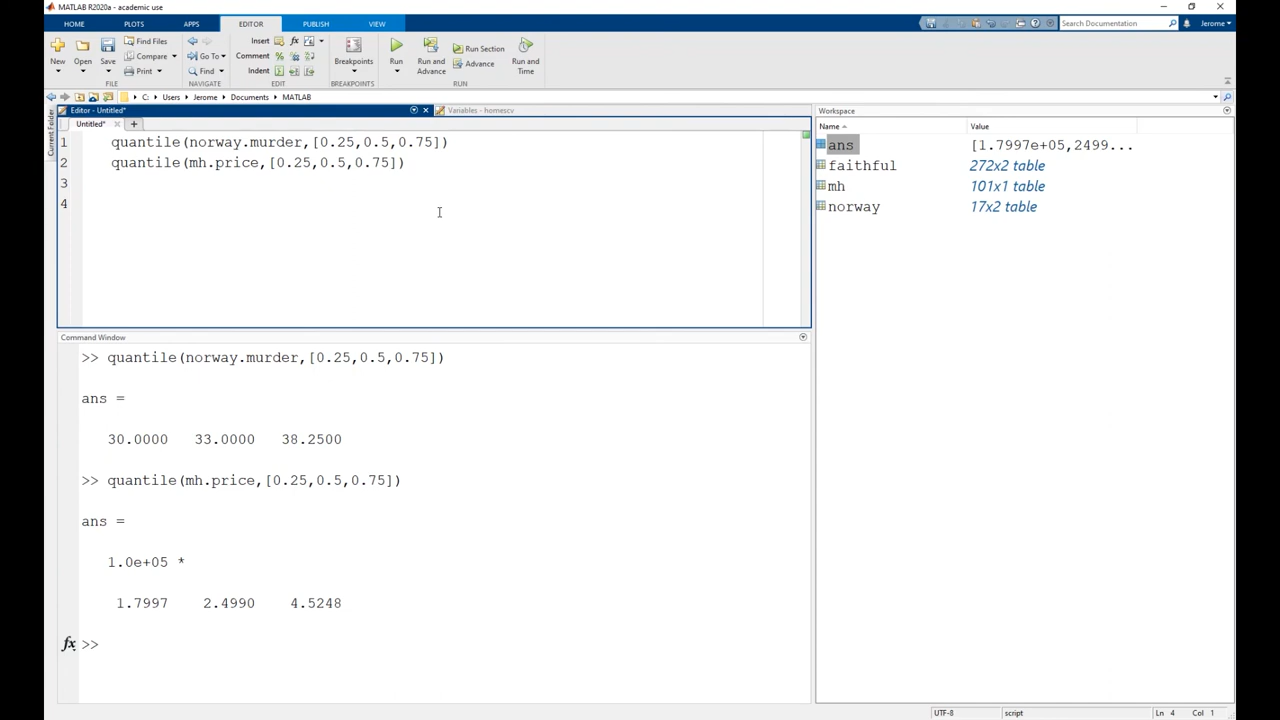 MATLAB R2020a - academic use
HOME PLOTS APPS EDITOR PUBLISH VIEW Search Documentation Jerome
New Open Save Find Files Compare Print Go To Find Insert Comment Indent fx Breakpoints Run Run and Advance Run Section Advance Run and Time
FILE NAVIGATE EDIT BREAKPOINTS RUN
C: Users Jerome Documents MATLAB
Current Folder
Editor - Untitled* Variables - homescv
Untitled* +
1 quantile(norway.murder,[0.25,0.5,0.75])
2 quantile(mh.price,[0.25,0.5,0.75])
3
4
Command Window
>> quantile(norway.murder,[0.25,0.5,0.75])
ans =
30.0000 33.0000 38.2500
>> quantile(mh.price,[0.25,0.5,0.75])
ans =
1.0e+05 *
1.7997 2.4990 4.5248
fx >>
Workspace
Name Value
ans [1.7997e+05,2499...
faithful 272x2 table
mh 101x1 table
norway 17x2 table
UTF-8 script Ln 4 Col 1